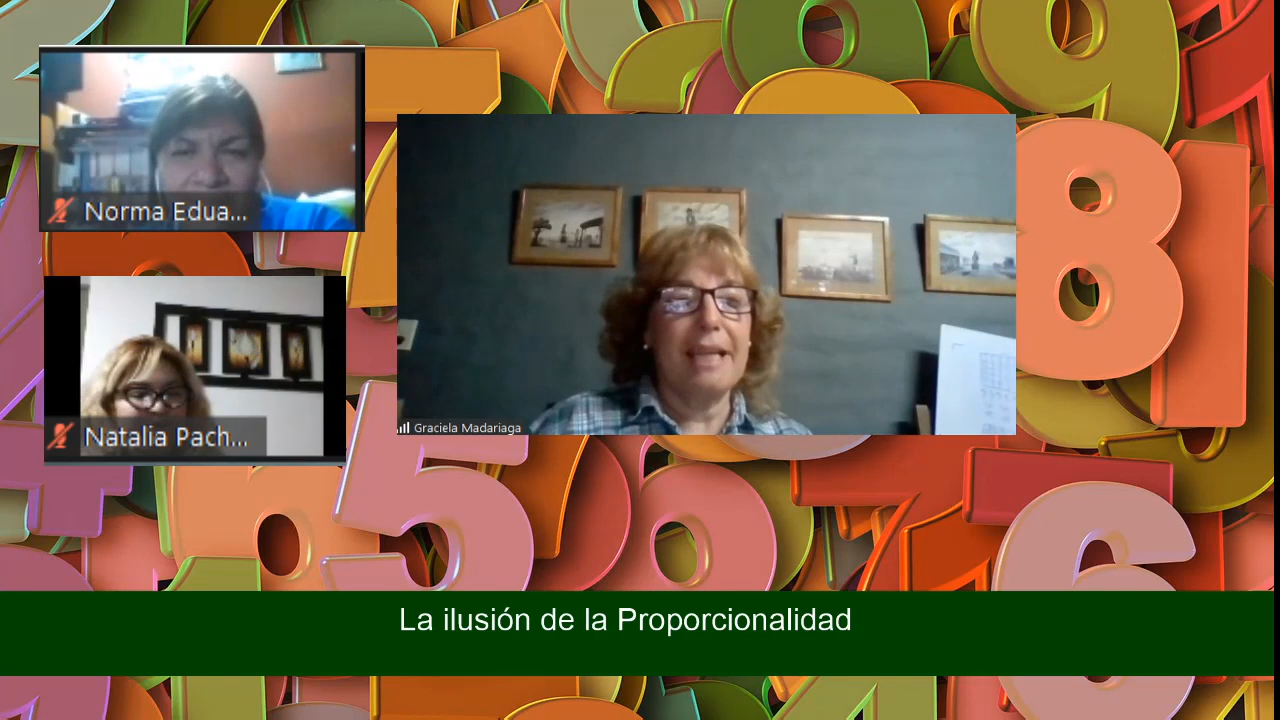 Norma Edua...
Natalia Pach...
Graciela Madariaga
La ilusión de la Proporcionalidad